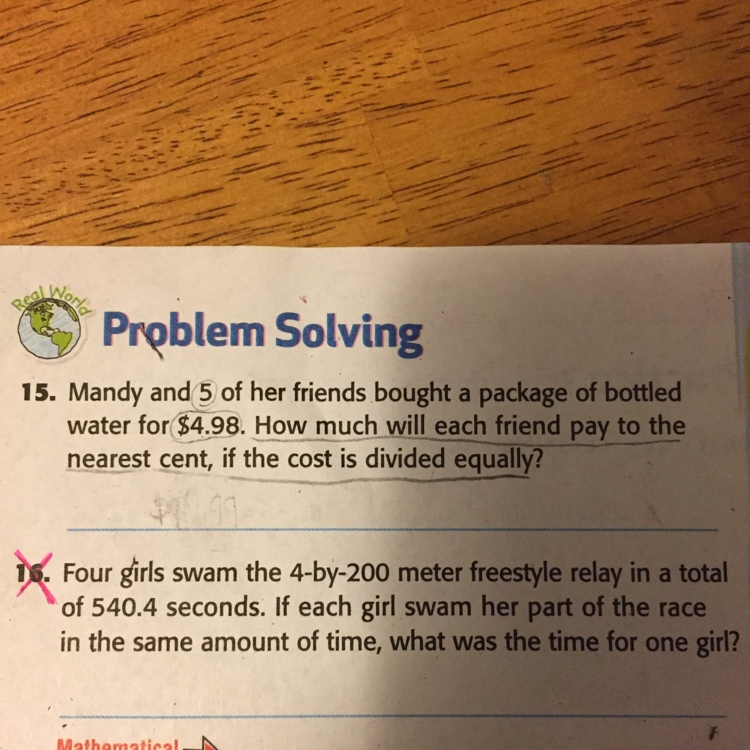 Real World
Problem Solving
15. Mandy and 5 of her friends bought a package of bottled
water for $4.98. How much will each friend pay to the
nearest cent, if the cost is divided equally?
16. Four girls swam the 4-by-200 meter freestyle relay in a total
of 540.4 seconds. If each girl swam her part of the race
in the same amount of time, what was the time for one girl?
Mathematical